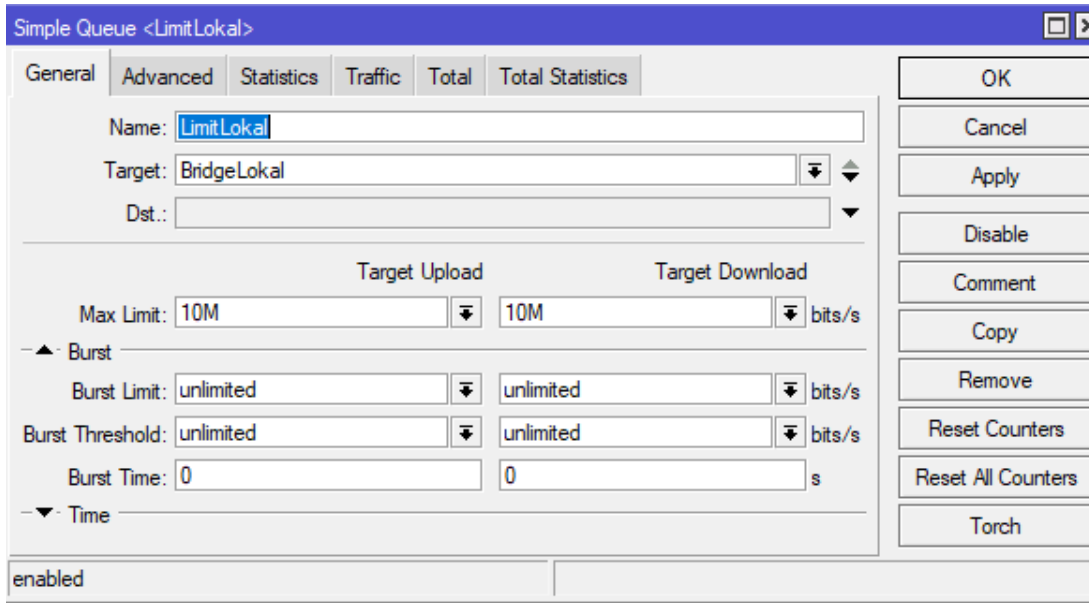 Simple Queue <LimitLokal>
General Advanced Statistics Traffic Total Total Statistics
Name: LimitLokal
Target: BridgeLokal
Dst.:
Target Upload Target Download
Max Limit: 10M 10M bits/s
Burst
Burst Limit: unlimited unlimited bits/s
Burst Threshold: unlimited unlimited bits/s
Burst Time: 0 0 s
Time
enabled
OK
Cancel
Apply
Disable
Comment
Copy
Remove
Reset Counters
Reset All Counters
Torch